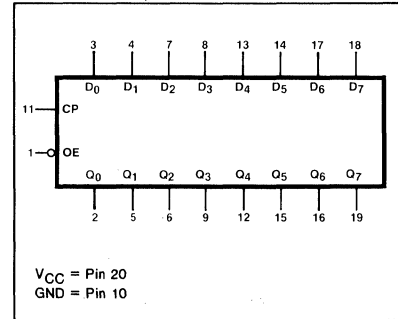 3 4 7 8 13 14 17 18
D0 D1 D2 D3 D4 D5 D6 D7
11 CP
1 OE
Q0 Q1 Q2 Q3 Q4 Q5 Q6 Q7
2 5 6 9 12 15 16 19
VCC = Pin 20
GND = Pin 10